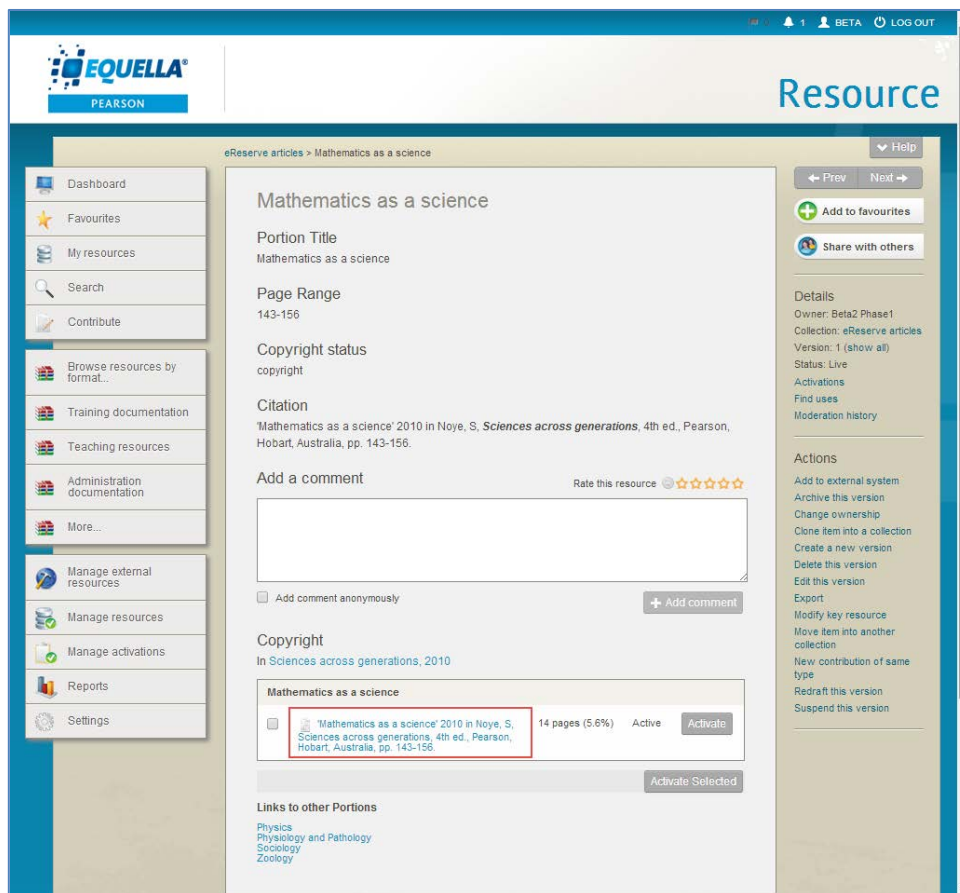 1 BETA LOG OUT
EQUELLA®
PEARSON
Resource
eReserve articles > Mathematics as a science
Help
Prev Next
Dashboard
Favourites
My resources
Search
Contribute
Browse resources by
format...
Training documentation
Teaching resources
Administration
documentation
More...
Manage external
resources
Manage resources
Manage activations
Reports
Settings
Mathematics as a science
Portion Title
Mathematics as a science
Page Range
143-156
Copyright status
copyright
Citation
'Mathematics as a science' 2010 in Noye, S, Sciences across generations, 4th ed., Pearson,
Hobart, Australia, pp. 143-156.
Add a comment
Rate this resource
Add comment anonymously
+ Add comment
Copyright
In Sciences across generations, 2010
Mathematics as a science
'Mathematics as a science' 2010 in Noye, S, 14 pages (5.6%) Active Activate
Sciences across generations, 4th ed., Pearson,
Hobart, Australia, pp. 143-156.
Activate Selected
Links to other Portions
Physics
Physiology and Pathology
Sociology
Zoology
Add to favourites
Share with others
Details
Owner: Beta2 Phase1
Collection: eReserve articles
Version: 1 (show all)
Status: Live
Activations
Find uses
Moderation history
Actions
Add to external system
Archive this version
Change ownership
Clone item into a collection
Create a new version
Delete this version
Edit this version
Export
Modify key resource
Move item into another
collection
New contribution of same
type
Redraft this version
Suspend this version